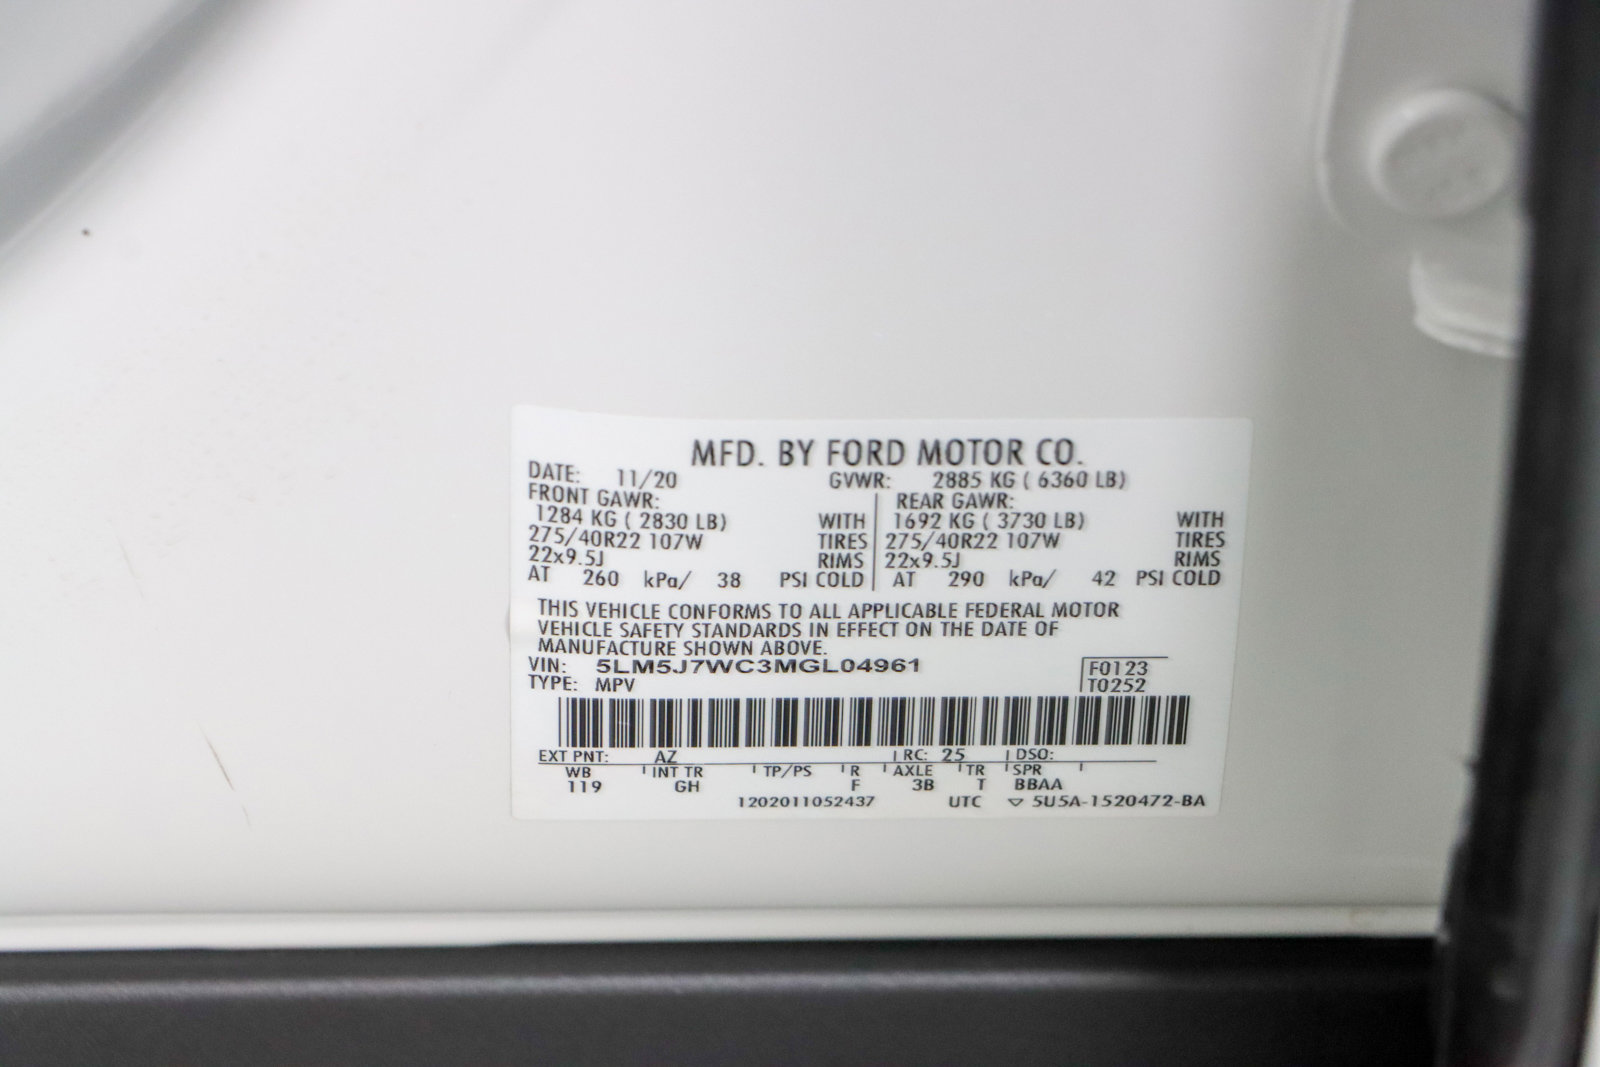 MFD. BY FORD MOTOR CO.
DATE: 11/20 GVWR: 2885 KG ( 6360 LB)
FRONT GAWR: REAR GAWR:
1284 KG ( 2830 LB) WITH 1692 KG ( 3730 LB) WITH
275/40R22 107W TIRES 275/40R22 107W TIRES
22x9.5J RIMS 22x9.5J RIMS
AT 260 kPa/ 38 PSI COLD AT 290 kPa/ 42 PSI COLD
THIS VEHICLE CONFORMS TO ALL APPLICABLE FEDERAL MOTOR
VEHICLE SAFETY STANDARDS IN EFFECT ON THE DATE OF
MANUFACTURE SHOWN ABOVE.
VIN: 5LM5J7WC3MGL04961 F0123
TYPE: MPV T0252
EXT PNT: AZ RC: 25 DSO:
WB INT TR TP/PS R AXLE TR SPR
119 GH F 3B T BBAA
1202011052437 UTC ▽ 5U5A-1520472-BA